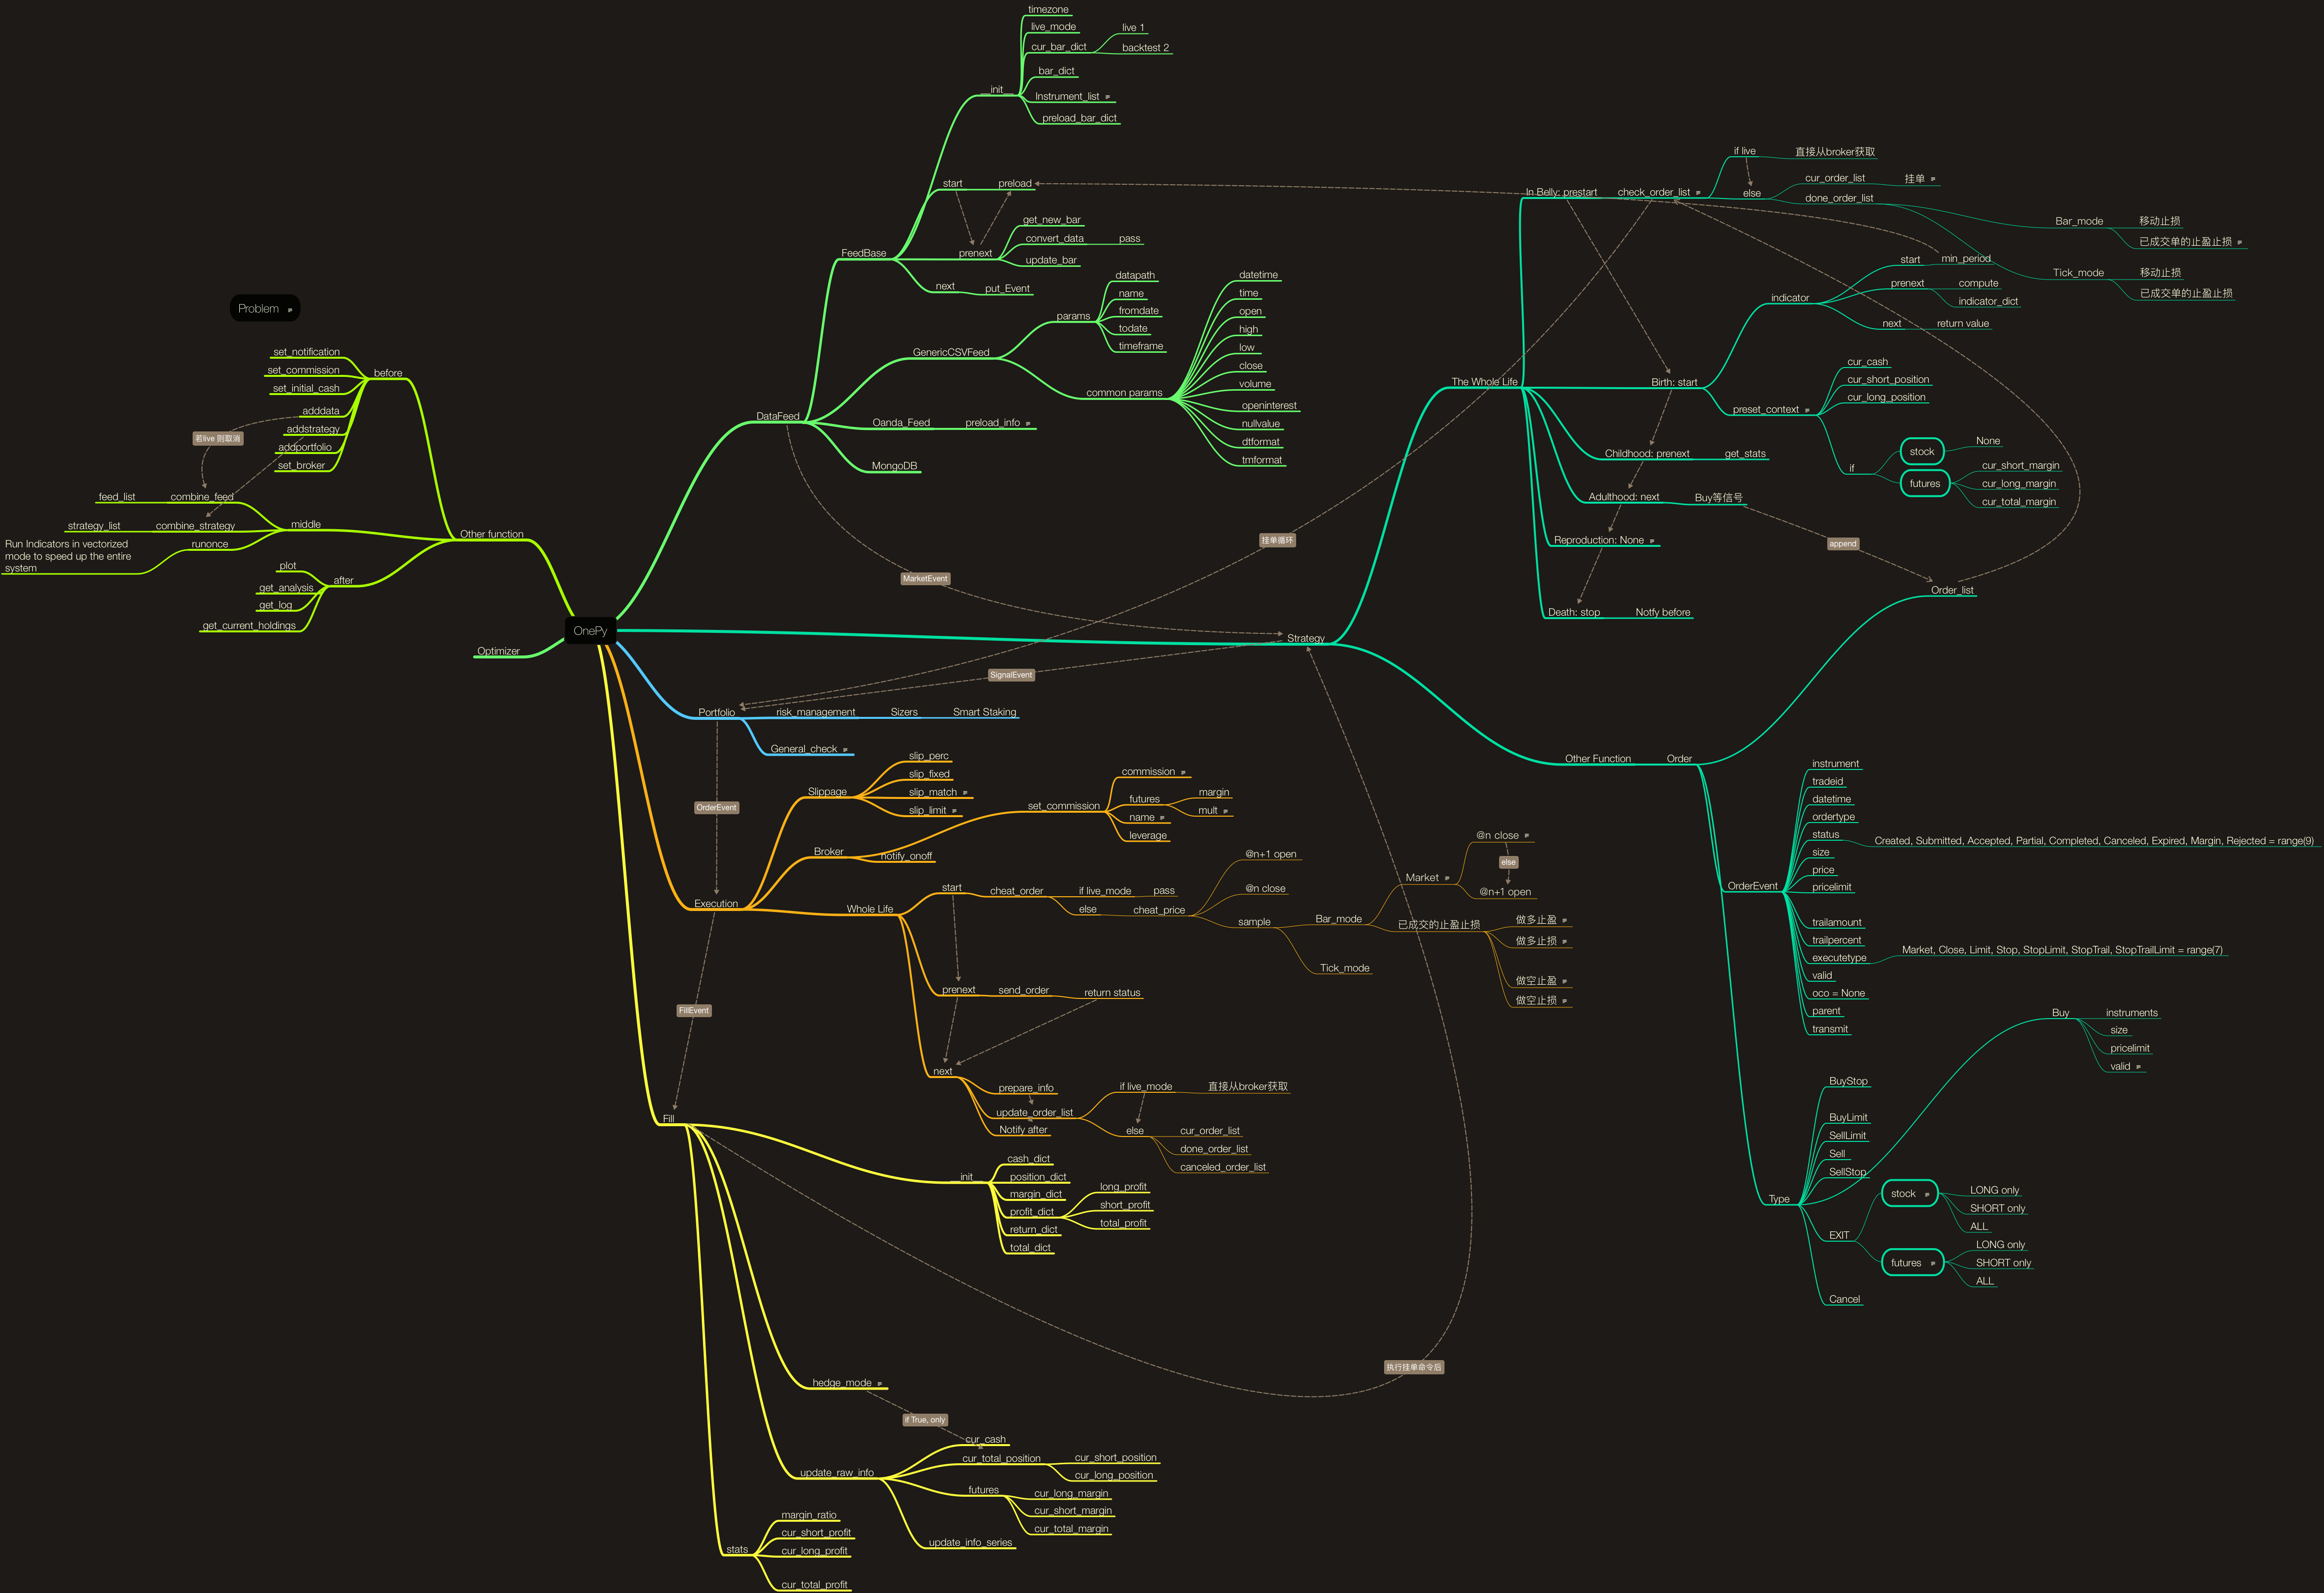 OnePy
Problem
Other function
before
set_notification
set_commission
set_initial_cash
adddata
addstrategy
addportfolio
set_broker
若live 则取消
middle
combine_feed
feed_list
combine_strategy
strategy_list
runonce
Run Indicators in vectorized
mode to speed up the entire
system
after
plot
get_analysis
get_log
get_current_holdings
Optimizer
DataFeed
FeedBase
__init__
timezone
live_mode
cur_bar_dict
live 1
backtest 2
bar_dict
Instrument_list
preload_bar_dict
start
preload
prenext
get_new_bar
convert_data
pass
update_bar
next
put_Event
GenericCSVFeed
params
datapath
name
fromdate
todate
timeframe
common params
datetime
time
open
high
low
close
volume
openinterest
nullvalue
dtformat
tmformat
Oanda_Feed
preload_info
MongoDB
MarketEvent
Strategy
The Whole Life
In Belly: prestart
check_order_list
if live
直接从broker获取
else
cur_order_list
挂单
done_order_list
Bar_mode
移动止损
已成交单的止盈止损
Tick_mode
移动止损
已成交单的止盈止损
Birth: start
indicator
start
min_period
prenext
compute
indicator_dict
next
return value
preset_context
cur_cash
cur_short_position
cur_long_position
if
stock
None
futures
cur_short_margin
cur_long_margin
cur_total_margin
Childhood: prenext
get_stats
Adulthood: next
Buy等信号
Reproduction: None
Death: stop
Notfy before
挂单循环
append
Order_list
Other Function
Order
OrderEvent
instrument
tradeid
datetime
ordertype
status
Created, Submitted, Accepted, Partial, Completed, Canceled, Expired, Margin, Rejected = range(9)
size
price
pricelimit
trailamount
trailpercent
executetype
Market, Close, Limit, Stop, StopLimit, StopTrail, StopTrailLimit = range(7)
valid
oco = None
parent
transmit
Type
Buy
instruments
size
pricelimit
valid
BuyStop
BuyLimit
SellLimit
Sell
SellStop
EXIT
stock
LONG only
SHORT only
ALL
futures
LONG only
SHORT only
ALL
Cancel
SignalEvent
Portfolio
risk_management
Sizers
Smart Staking
General_check
OrderEvent
Execution
Slippage
slip_perc
slip_fixed
slip_match
slip_limit
Broker
set_commission
commission
futures
margin
mult
name
leverage
notify_onoff
Whole Life
start
cheat_order
if live_mode
pass
else
cheat_price
@n+1 open
@n close
sample
Bar_mode
Market
@n close
else
@n+1 open
已成交的止盈止损
做多止盈
做多止损
做空止盈
做空止损
Tick_mode
prenext
send_order
return status
next
prepare_info
update_order_list
if live_mode
直接从broker获取
else
cur_order_list
done_order_list
canceled_order_list
Notify after
FillEvent
Fill
__init__
cash_dict
position_dict
margin_dict
profit_dict
long_profit
short_profit
total_profit
return_dict
total_dict
执行挂单命令后
hedge_mode
if True, only
update_raw_info
cur_cash
cur_total_position
cur_short_position
cur_long_position
futures
cur_long_margin
cur_short_margin
cur_total_margin
update_info_series
stats
margin_ratio
cur_short_profit
cur_long_profit
cur_total_profit